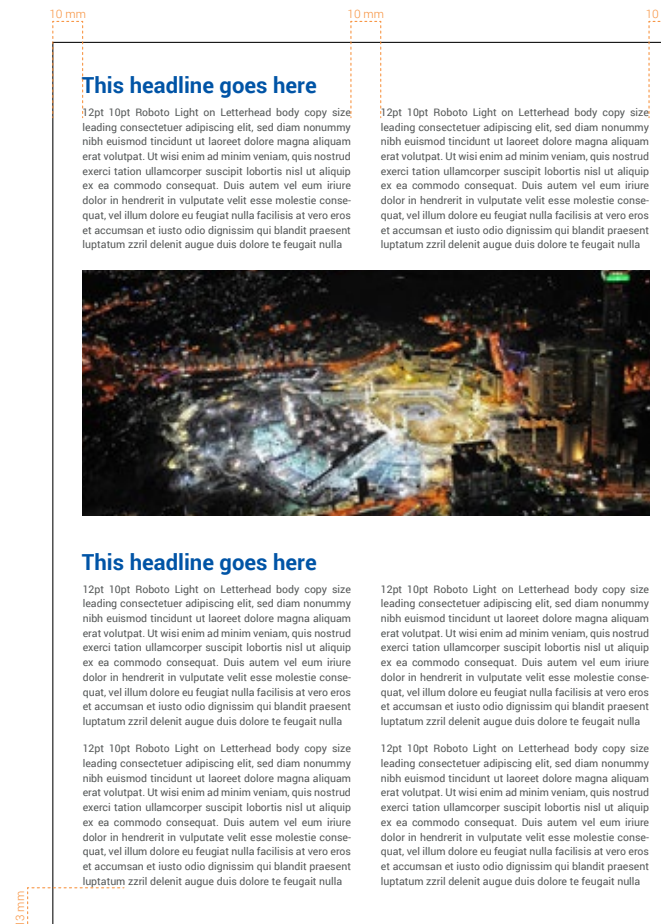 10 mm
10 mm
10
This headline goes here
12pt 10pt Roboto Light on Letterhead body copy size
leading consectetuer adipiscing elit, sed diam nonummy
nibh euismod tincidunt ut laoreet dolore magna aliquam
erat volutpat. Ut wisi enim ad minim veniam, quis nostrud
exerci tation ullamcorper suscipit lobortis nisl ut aliquip
ex ea commodo consequat. Duis autem vel eum iriure
dolor in hendrerit in vulputate velit esse molestie conse-
quat, vel illum dolore eu feugiat nulla facilisis at vero eros
et accumsan et iusto odio dignissim qui blandit praesent
luptatum zzril delenit augue duis dolore te feugait nulla
12pt 10pt Roboto Light on Letterhead body copy size
leading consectetuer adipiscing elit, sed diam nonummy
nibh euismod tincidunt ut laoreet dolore magna aliquam
erat volutpat. Ut wisi enim ad minim veniam, quis nostrud
exerci tation ullamcorper suscipit lobortis nisl ut aliquip
ex ea commodo consequat. Duis autem vel eum iriure
dolor in hendrerit in vulputate velit esse molestie conse-
quat, vel illum dolore eu feugiat nulla facilisis at vero eros
et accumsan et iusto odio dignissim qui blandit praesent
luptatum zzril delenit augue duis dolore te feugait nulla
This headline goes here
12pt 10pt Roboto Light on Letterhead body copy size
leading consectetuer adipiscing elit, sed diam nonummy
nibh euismod tincidunt ut laoreet dolore magna aliquam
erat volutpat. Ut wisi enim ad minim veniam, quis nostrud
exerci tation ullamcorper suscipit lobortis nisl ut aliquip
ex ea commodo consequat. Duis autem vel eum iriure
dolor in hendrerit in vulputate velit esse molestie conse-
quat, vel illum dolore eu feugiat nulla facilisis at vero eros
et accumsan et iusto odio dignissim qui blandit praesent
luptatum zzril delenit augue duis dolore te feugait nulla
12pt 10pt Roboto Light on Letterhead body copy size
leading consectetuer adipiscing elit, sed diam nonummy
nibh euismod tincidunt ut laoreet dolore magna aliquam
erat volutpat. Ut wisi enim ad minim veniam, quis nostrud
exerci tation ullamcorper suscipit lobortis nisl ut aliquip
ex ea commodo consequat. Duis autem vel eum iriure
dolor in hendrerit in vulputate velit esse molestie conse-
quat, vel illum dolore eu feugiat nulla facilisis at vero eros
et accumsan et iusto odio dignissim qui blandit praesent
luptatum zzril delenit augue duis dolore te feugait nulla
12pt 10pt Roboto Light on Letterhead body copy size
leading consectetuer adipiscing elit, sed diam nonummy
nibh euismod tincidunt ut laoreet dolore magna aliquam
erat volutpat. Ut wisi enim ad minim veniam, quis nostrud
exerci tation ullamcorper suscipit lobortis nisl ut aliquip
ex ea commodo consequat. Duis autem vel eum iriure
dolor in hendrerit in vulputate velit esse molestie conse-
quat, vel illum dolore eu feugiat nulla facilisis at vero eros
et accumsan et iusto odio dignissim qui blandit praesent
luptatum zzril delenit augue duis dolore te feugait nulla
12pt 10pt Roboto Light on Letterhead body copy size
leading consectetuer adipiscing elit, sed diam nonummy
nibh euismod tincidunt ut laoreet dolore magna aliquam
erat volutpat. Ut wisi enim ad minim veniam, quis nostrud
exerci tation ullamcorper suscipit lobortis nisl ut aliquip
ex ea commodo consequat. Duis autem vel eum iriure
dolor in hendrerit in vulputate velit esse molestie conse-
quat, vel illum dolore eu feugiat nulla facilisis at vero eros
et accumsan et iusto odio dignissim qui blandit praesent
luptatum zzril delenit augue duis dolore te feugait nulla
3 mm